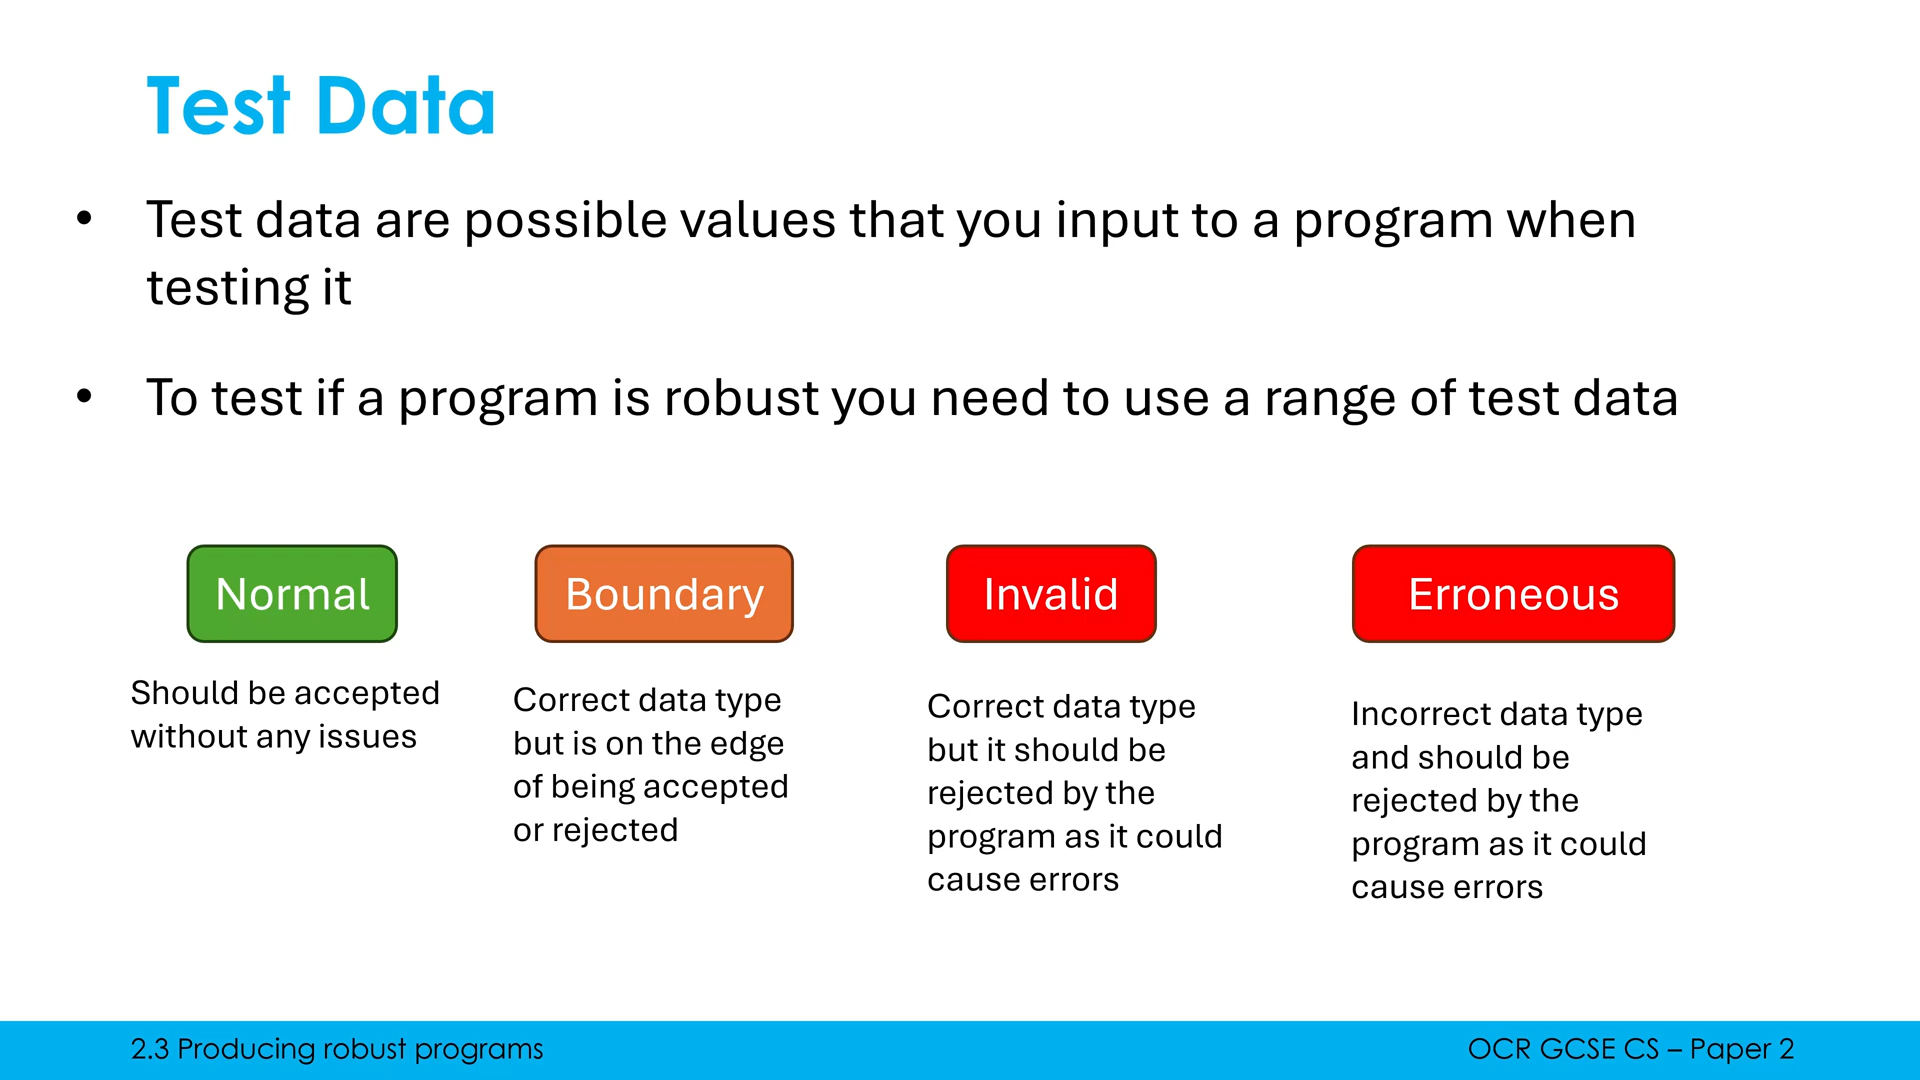 Test Data
• Test data are possible values that you input to a program when
testing it
• To test if a program is robust you need to use a range of test data
Normal
Should be accepted
without any issues
Boundary
Correct data type
but is on the edge
of being accepted
or rejected
Invalid
Correct data type
but it should be
rejected by the
program as it could
cause errors
Erroneous
Incorrect data type
and should be
rejected by the
program as it could
cause errors
2.3 Producing robust programs
OCR GCSE CS – Paper 2